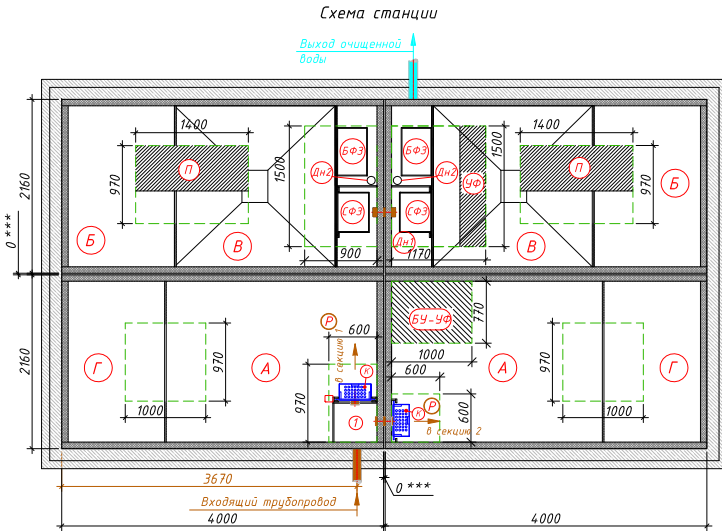 Схема станции
Выход очищенной
воды
1400
1400
П
970
1500
БФЗ
БФЗ
Дн2
Дн2
УФ
1500
П
970
Б
2160
СФЗ
СФЗ
Б
В
Дн1
В
0 ***
900
1170
БУ-УФ
770
Р
600
1000
в секцию 1
Г
970
А
600
А
970
Г
К
1000
970
1
К
Р
600
1000
2160
в секцию 2
3670
0 ***
Входящий трубопровод
4000
4000